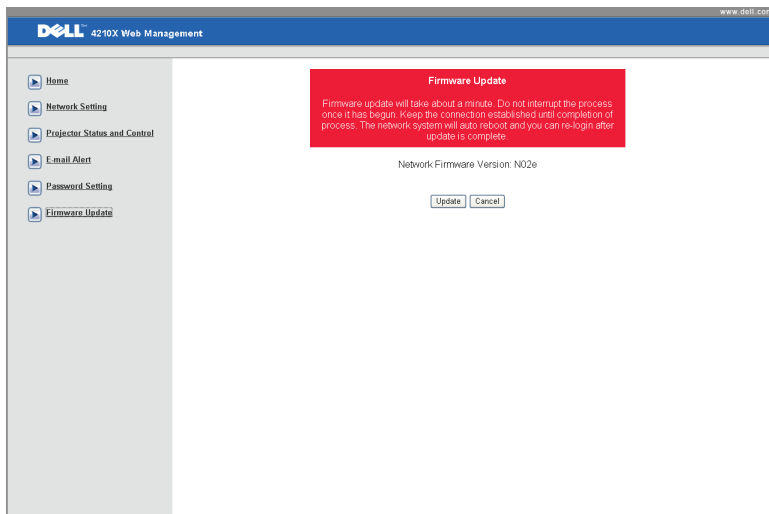 www.dell.com
DELL™ 4210X Web Management
Home
Network Setting
Projector Status and Control
E-mail Alert
Password Setting
Firmware Update
Firmware Update
Firmware update will take about a minute. Do not interrupt the process
once it has begun. Keep the connection established until completion of
process. The network system will auto reboot and you can re-login after
update is complete.
Network Firmware Version: N02e
Update Cancel